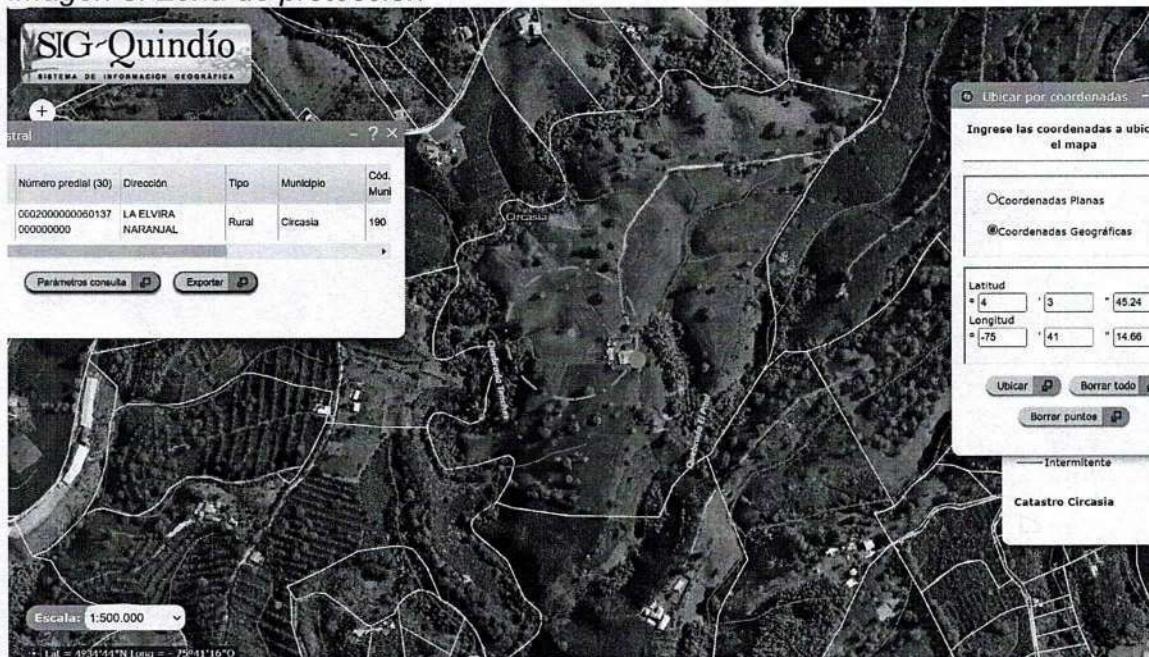 SIG-Quindío
SISTEMA DE INFORMACIÓN GEOGRÁFICA
+
stral
- ? ×
Número predial (30) Dirección Tipo Municipio Cód. Muni
0002000000060137 LA ELVIRA Rural Circasia 190
000000000 NARANJAL
Parámetros consulta
Exportar
Circasia
Ubicar por coordenadas -
Ingrese las coordenadas a ubic
el mapa
Coordenadas Planas
Coordenadas Geográficas
Latitud
° 4 ' 3 " 45.24
Longitud
° -75 ' 41 " 14.66
Ubicar
Borrar todo
Borrar puntos
Intermitente
Catastro Circasia
Escala: 1:500.000